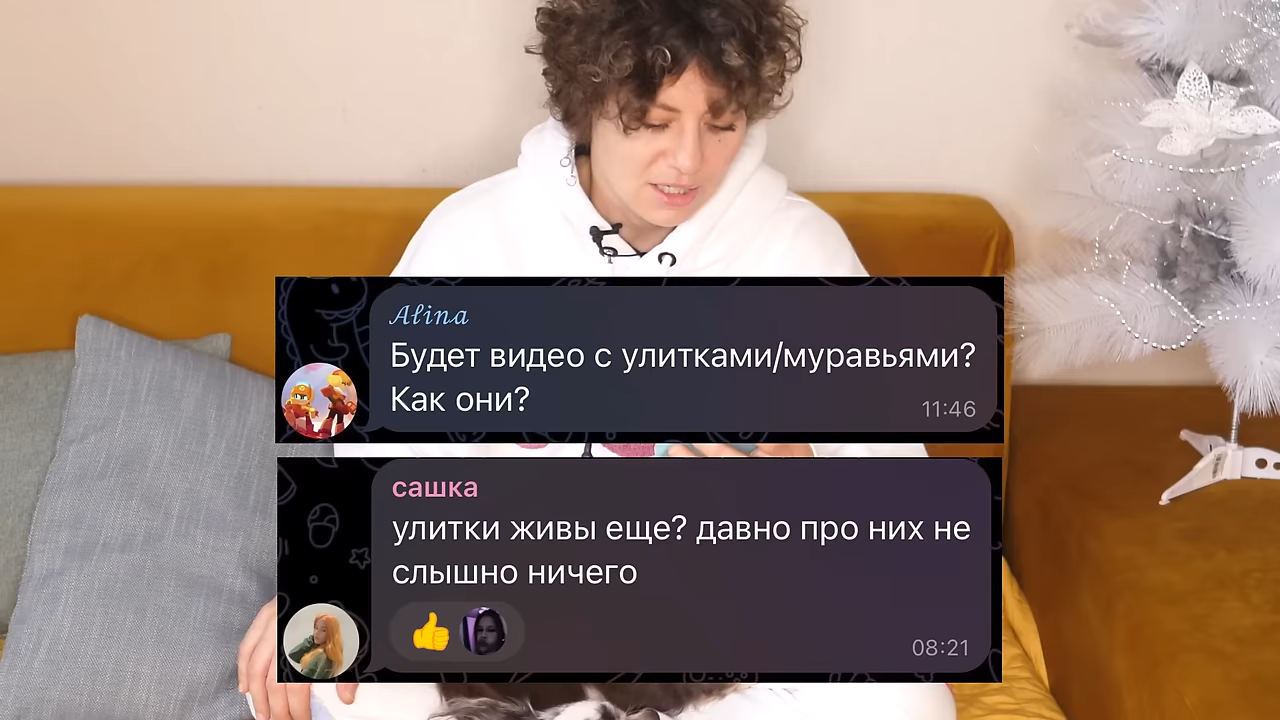 Alina
Будет видео с улитками/муравьями?
Как они?
11:46
сашка
улитки живы еще? давно про них не
слышно ничего
08:21